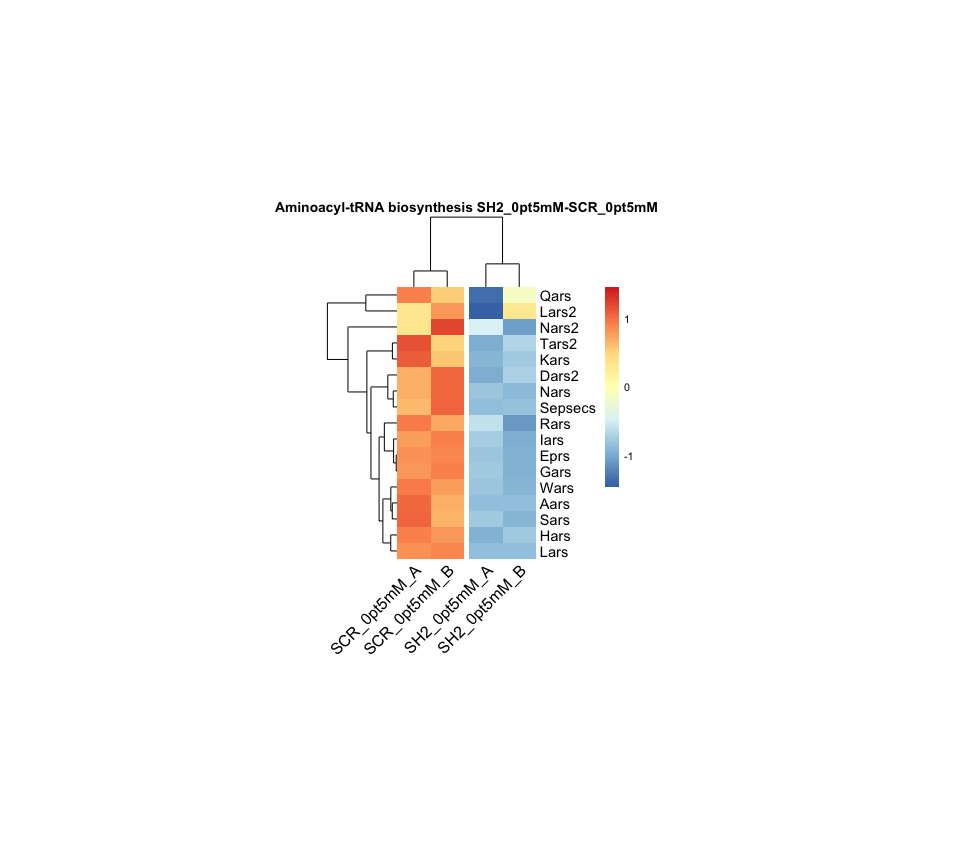 Aminoacyl-tRNA biosynthesis SH2_0pt5mM-SCR_0pt5mM
Qars
Lars2
Nars2
Tars2
Kars
Dars2
Nars
Sepsecs
Rars
Iars
Eprs
Gars
Wars
Aars
Sars
Hars
Lars
1
0
-1
SCR_0pt5mM_A
SCR_0pt5mM_B
SH2_0pt5mM_A
SH2_0pt5mM_B